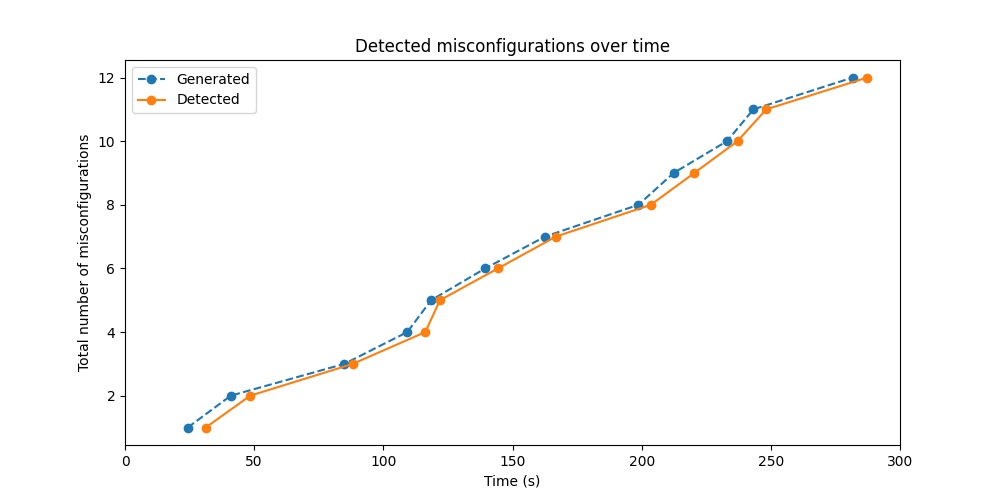 Detected misconfigurations over time
Generated
Detected
Total number of misconfigurations
12
10
8
6
4
2
0
50
100
150
200
250
300
Time (s)